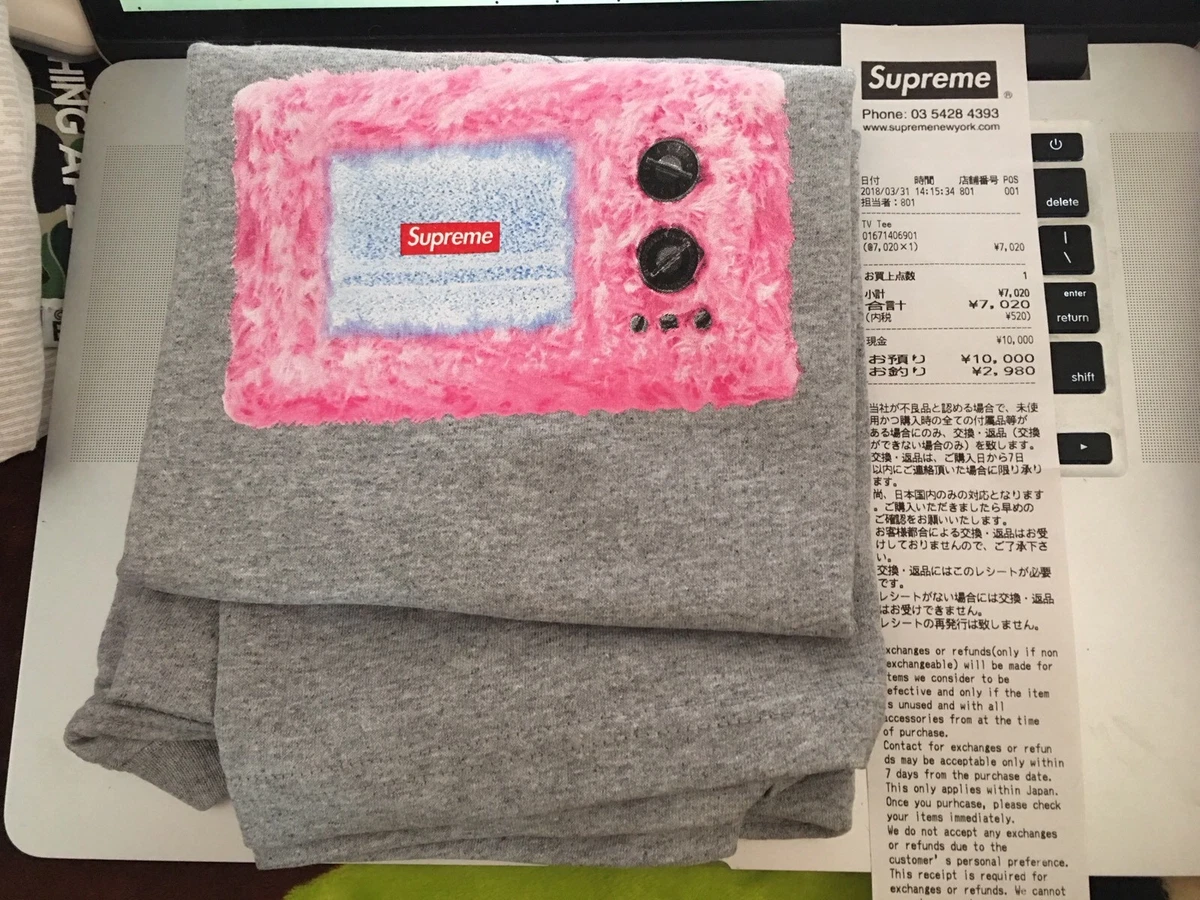 HING AP
Supreme
Supreme
®
Phone: 03 5428 4393
www.supremenewyork.com
日付 時間 店舗番号 POS
2018/03/31 14:15:34 801 001
担当者：801
TV Tee
01671406901
(@7,020×1) ¥7,020
お買上点数 1
小計 ¥7,020
合計 ¥7,020
(内税 ¥520)
現金 ¥10,000
お預り ¥10,000
お釣り ¥2,980
当社が不良品と認める場合で、未使
用かつ購入時の全ての付属品等が
ある場合にのみ、交換・返品（交換
ができない場合のみ）を致します。
交換・返品は、ご購入日から7日
以内にご連絡頂いた場合に限り承り
ます。
尚、日本国内のみの対応となります
。ご購入いただきましたら早めの
ご確認をお願いいたします。
お客様都合による交換・返品はお受
けしておりませんので、ご了承下さ
い。
交換・返品にはこのレシートが必要
です。
レシートがない場合には交換・返品
はお受けできません。
レシートの再発行は致しません。
xchanges or refunds(only if non
exchangeable) will be made for
tems we consider to be
efective and only if the item
s unused and with all
accessories from at the time
of purchase.
Contact for exchanges or refun
ds may be acceptable only within
7 days from the purchase date.
This only applies within Japan.
Once you purhcase, please check
your items immediately.
We do not accept any exchanges
or refunds due to the
customer' s personal preference.
This receipt is required for
exchanges or refunds. We cannot
delete
|
\
enter
return
shift